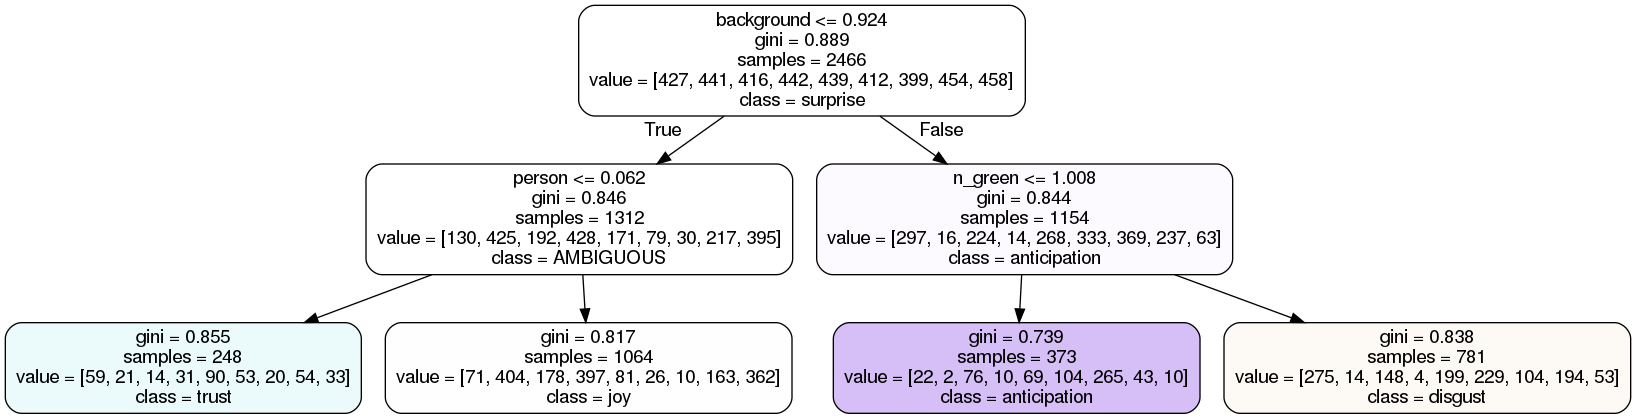 background <= 0.924
gini = 0.889
samples = 2466
value = [427, 441, 416, 442, 439, 412, 399, 454, 458]
class = surprise
True
False
person <= 0.062
gini = 0.846
samples = 1312
value = [130, 425, 192, 428, 171, 79, 30, 217, 395]
class = AMBIGUOUS
n_green <= 1.008
gini = 0.844
samples = 1154
value = [297, 16, 224, 14, 268, 333, 369, 237, 63]
class = anticipation
gini = 0.855
samples = 248
value = [59, 21, 14, 31, 90, 53, 20, 54, 33]
class = trust
gini = 0.817
samples = 1064
value = [71, 404, 178, 397, 81, 26, 10, 163, 362]
class = joy
gini = 0.739
samples = 373
value = [22, 2, 76, 10, 69, 104, 265, 43, 10]
class = anticipation
gini = 0.838
samples = 781
value = [275, 14, 148, 4, 199, 229, 104, 194, 53]
class = disgust